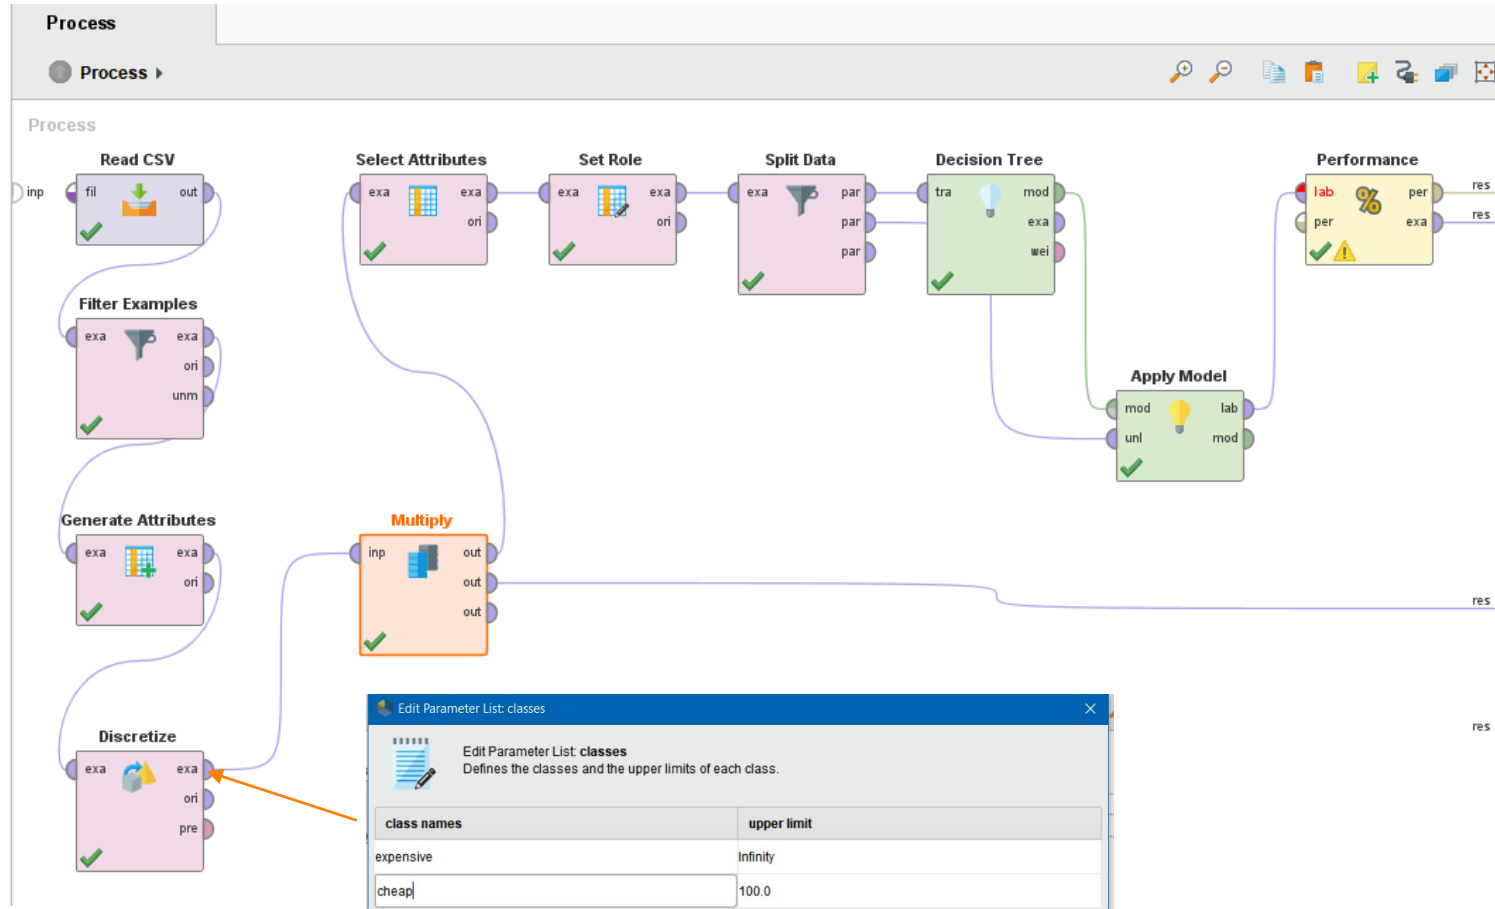 Process
Process
Process
Read CSV
inp
fil
out
Select Attributes
exa
exa
ori
Set Role
exa
exa
ori
Split Data
exa
par
par
par
Decision Tree
tra
mod
exa
wei
Performance
lab
per
per
exa
res
res
Filter Examples
exa
exa
ori
unm
Apply Model
mod
lab
unl
mod
Generate Attributes
exa
exa
ori
Multiply
inp
out
out
out
res
Discretize
exa
exa
ori
pre
res
Edit Parameter List: classes
Edit Parameter List: classes
Defines the classes and the upper limits of each class.
class names
upper limit
expensive
Infinity
cheap
100.0